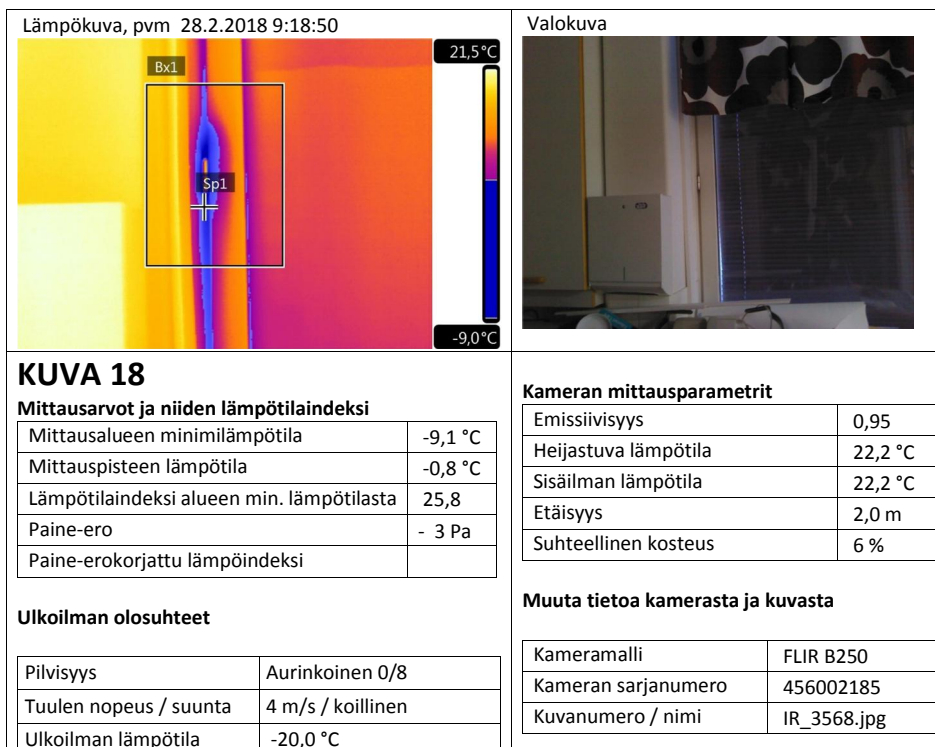 Lämpökuva, pvm 28.2.2018 9:18:50
Valokuva
21,5°C
Bx1
Sp1
-9,0°C
KUVA 18
Mittausarvot ja niiden lämpötilaindeksi
Mittausalueen minimilämpötila -9,1 °C
Mittauspisteen lämpötila -0,8 °C
Lämpötilaindeksi alueen min. lämpötilasta 25,8
Paine-ero - 3 Pa
Paine-erokorjattu lämpöindeksi
Ulkoilman olosuhteet
Pilvisyys Aurinkoinen 0/8
Tuulen nopeus / suunta 4 m/s / koillinen
Ulkoilman lämpötila -20,0 °C
Kameran mittausparametrit
Emissiivisyys 0,95
Heijastuva lämpötila 22,2 °C
Sisäilman lämpötila 22,2 °C
Etäisyys 2,0 m
Suhteellinen kosteus 6 %
Muuta tietoa kamerasta ja kuvasta
Kameramalli FLIR B250
Kameran sarjanumero 456002185
Kuvanumero / nimi IR_3568.jpg